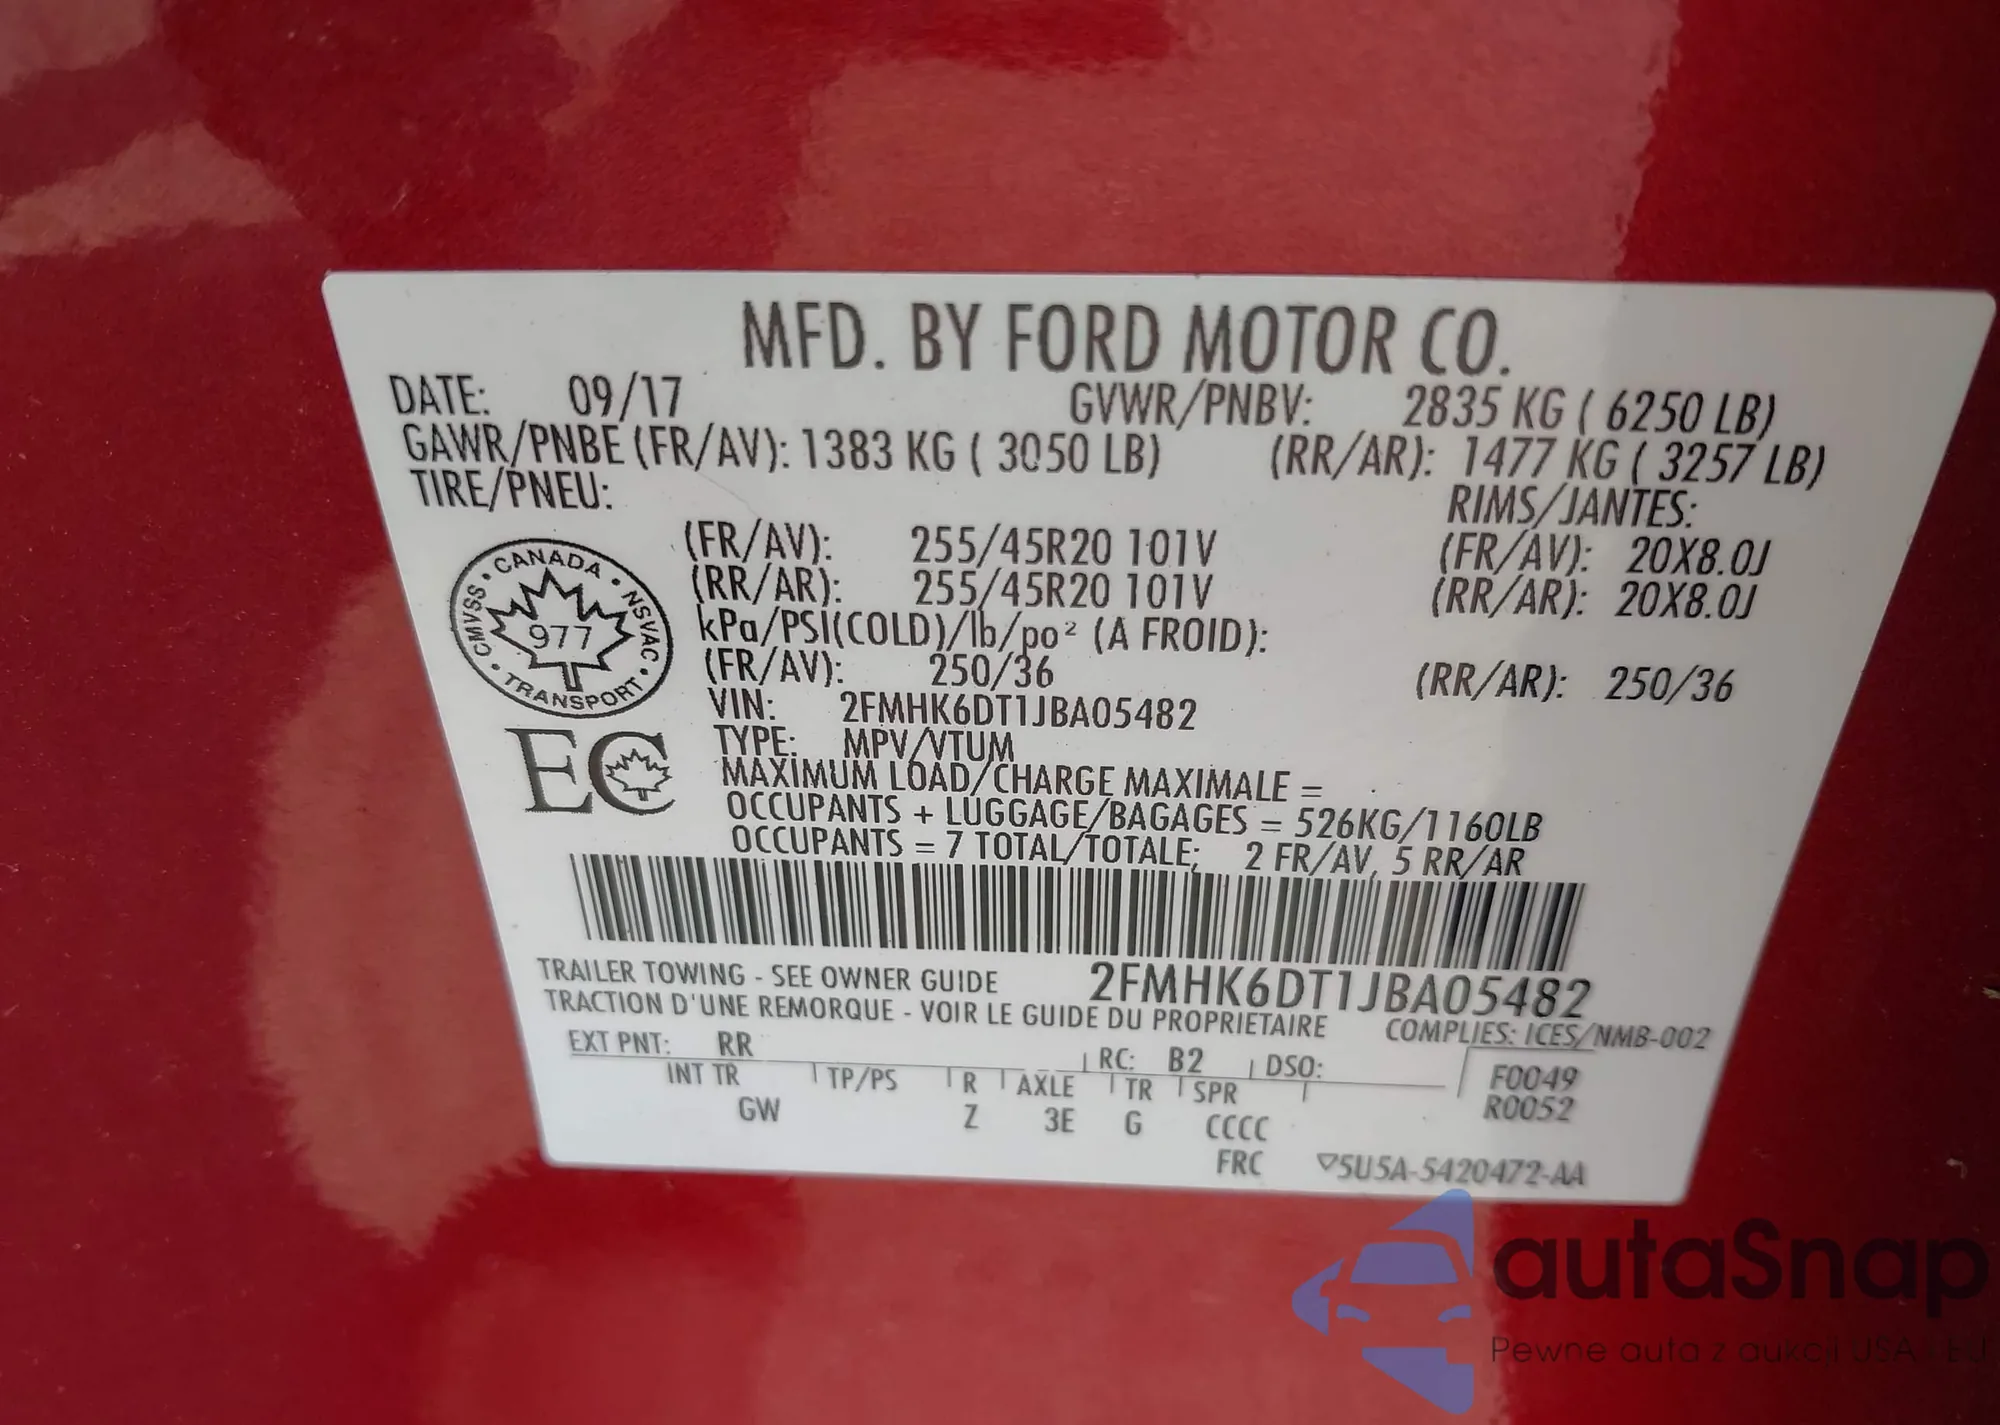 MFD. BY FORD MOTOR CO.
DATE: 09/17 GVWR/PNBV: 2835 KG ( 6250 LB)
GAWR/PNBE (FR/AV): 1383 KG ( 3050 LB) (RR/AR): 1477 KG ( 3257 LB)
TIRE/PNEU: RIMS/JANTES:
(FR/AV): 255/45R20 101V (FR/AV): 20X8.0J
(RR/AR): 255/45R20 101V (RR/AR): 20X8.0J
kPa/PSI(COLD)/lb/po² (A FROID):
(FR/AV): 250/36 (RR/AR): 250/36
VIN: 2FMHK6DT1JBA05482
TYPE: MPV/VTUM
MAXIMUM LOAD/CHARGE MAXIMALE =
OCCUPANTS + LUGGAGE/BAGAGES = 526KG/1160LB
OCCUPANTS = 7 TOTAL/TOTALE; 2 FR/AV, 5 RR/AR
CANADA • NSVAC • TRANSPORT • CMVSS •
977
EC
TRAILER TOWING - SEE OWNER GUIDE 2FMHK6DT1JBA05482
TRACTION D'UNE REMORQUE - VOIR LE GUIDE DU PROPRIETAIRE COMPLIES: ICES/NMB-002
EXT PNT: RR RC: B2 DSO: F0049
INT TR TP/PS R AXLE TR SPR R0052
GW Z 3E G CCCC
FRC ▽5U5A-5420472-AA
autaSnap
Pewne auta z aukcji USA i EU